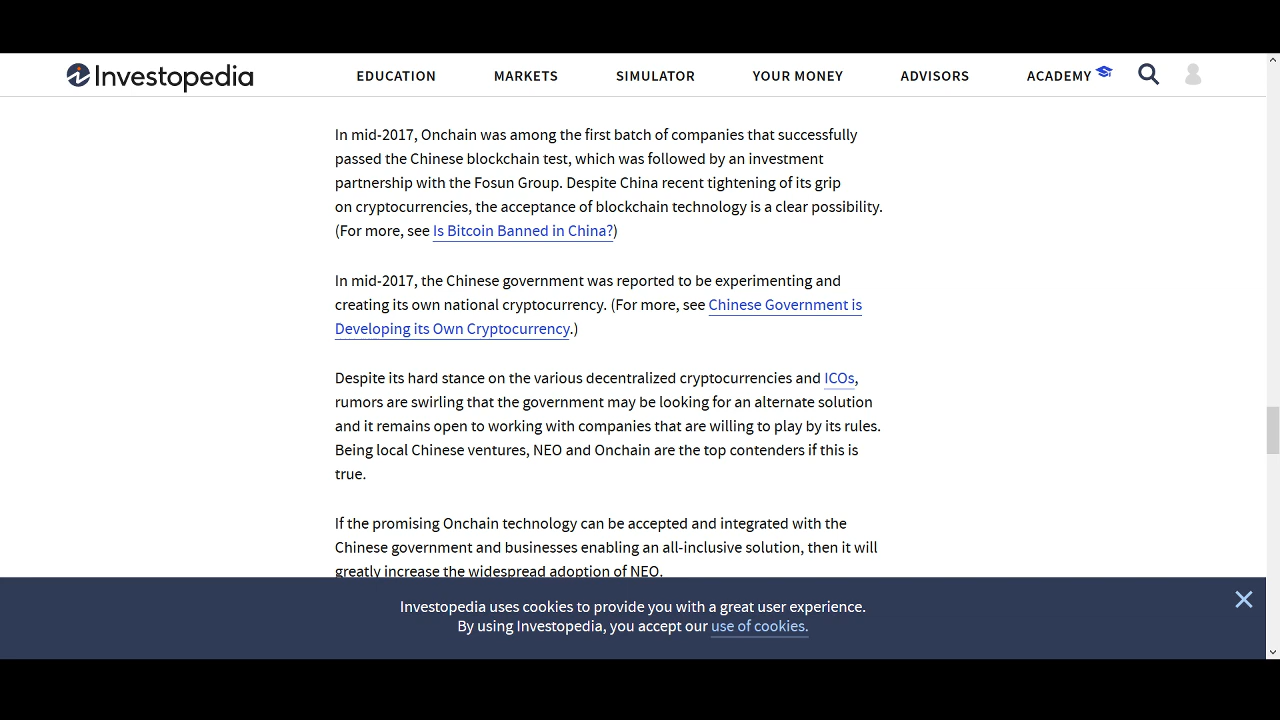 Investopedia
EDUCATION
MARKETS
SIMULATOR
YOUR MONEY
ADVISORS
ACADEMY
In mid-2017, Onchain was among the first batch of companies that successfully
passed the Chinese blockchain test, which was followed by an investment
partnership with the Fosun Group. Despite China recent tightening of its grip
on cryptocurrencies, the acceptance of blockchain technology is a clear possibility.
(For more, see Is Bitcoin Banned in China?)
In mid-2017, the Chinese government was reported to be experimenting and
creating its own national cryptocurrency. (For more, see Chinese Government is
Developing its Own Cryptocurrency.)
Despite its hard stance on the various decentralized cryptocurrencies and ICOs,
rumors are swirling that the government may be looking for an alternate solution
and it remains open to working with companies that are willing to play by its rules.
Being local Chinese ventures, NEO and Onchain are the top contenders if this is
true.
If the promising Onchain technology can be accepted and integrated with the
Chinese government and businesses enabling an all-inclusive solution, then it will
greatly increase the widespread adoption of NEO.
Investopedia uses cookies to provide you with a great user experience.
By using Investopedia, you accept our use of cookies.